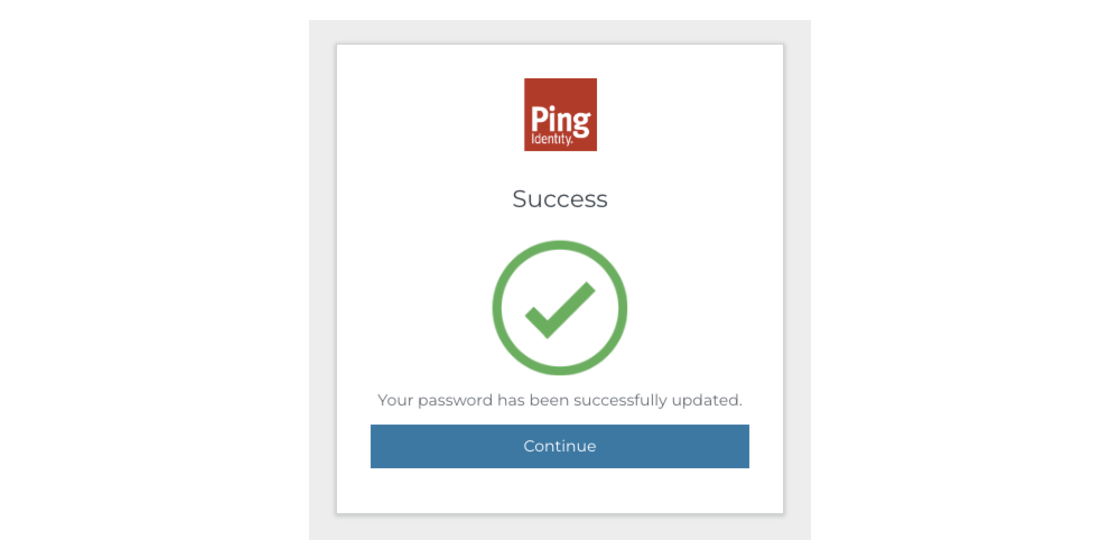 Ping
Identity.
Success
Your password has been successfully updated.
Continue